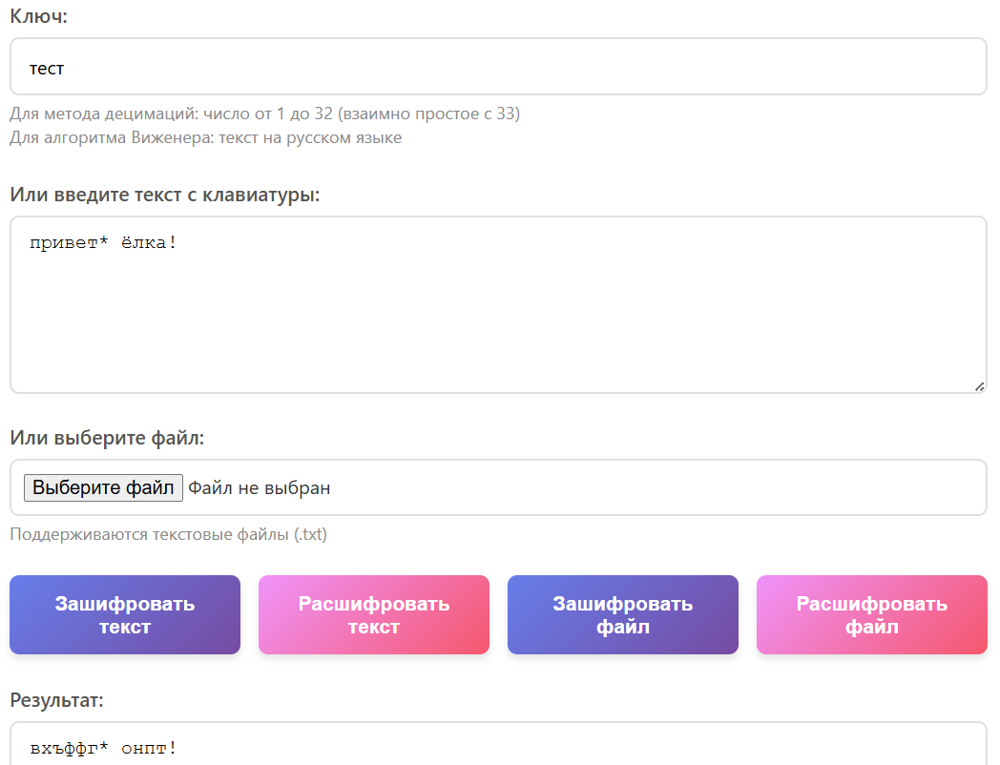 Ключ:
тест
Для метода децимаций: число от 1 до 32 (взаимно простое с 33)
Для алгоритма Виженера: текст на русском языке
Или введите текст с клавиатуры:
привет* ёлка!
Или выберите файл:
Выберите файл Файл не выбран
Поддерживаются текстовые файлы (.txt)
Зашифровать текст
Расшифровать текст
Зашифровать файл
Расшифровать файл
Результат:
вхъффг* онпт!